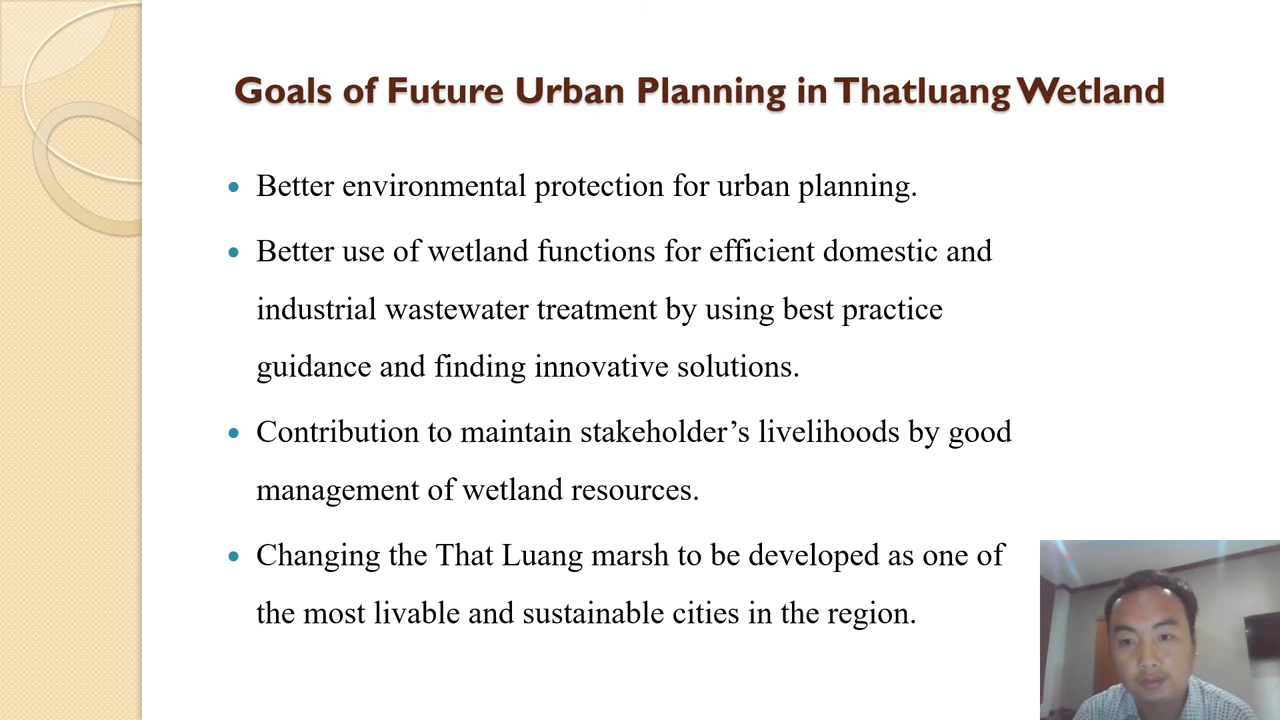 Goals of Future Urban Planning in Thatluang Wetland
Better environmental protection for urban planning.
Better use of wetland functions for efficient domestic and
industrial wastewater treatment by using best practice
guidance and finding innovative solutions.
Contribution to maintain stakeholder’s livelihoods by good
management of wetland resources.
Changing the That Luang marsh to be developed as one of
the most livable and sustainable cities in the region.